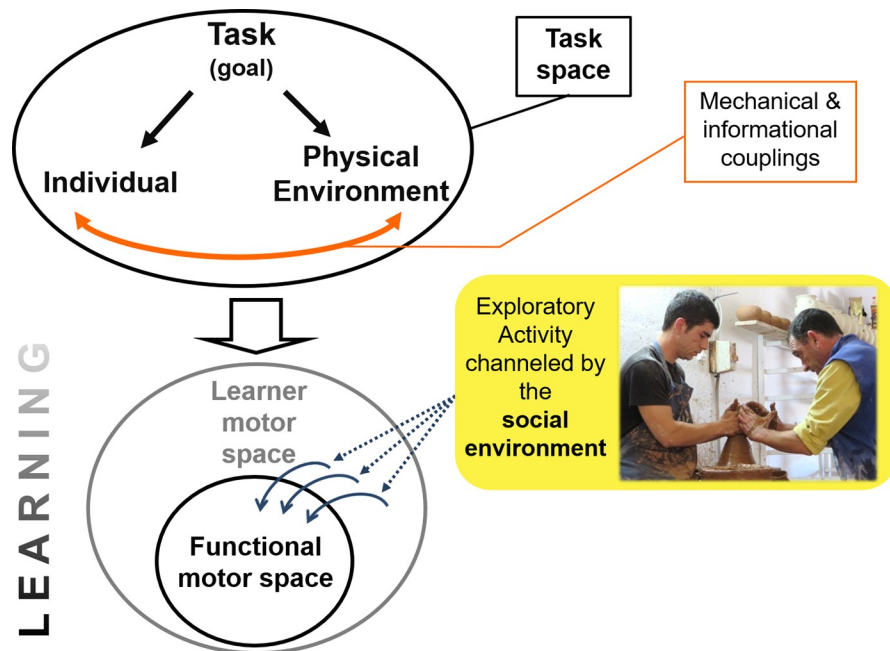 Task
(goal)
Individual
Physical
Environment
Task
space
Mechanical &
informational
couplings
LEARNING
Learner
motor
space
Functional
motor space
Exploratory
Activity
channeled by
the
social
environment